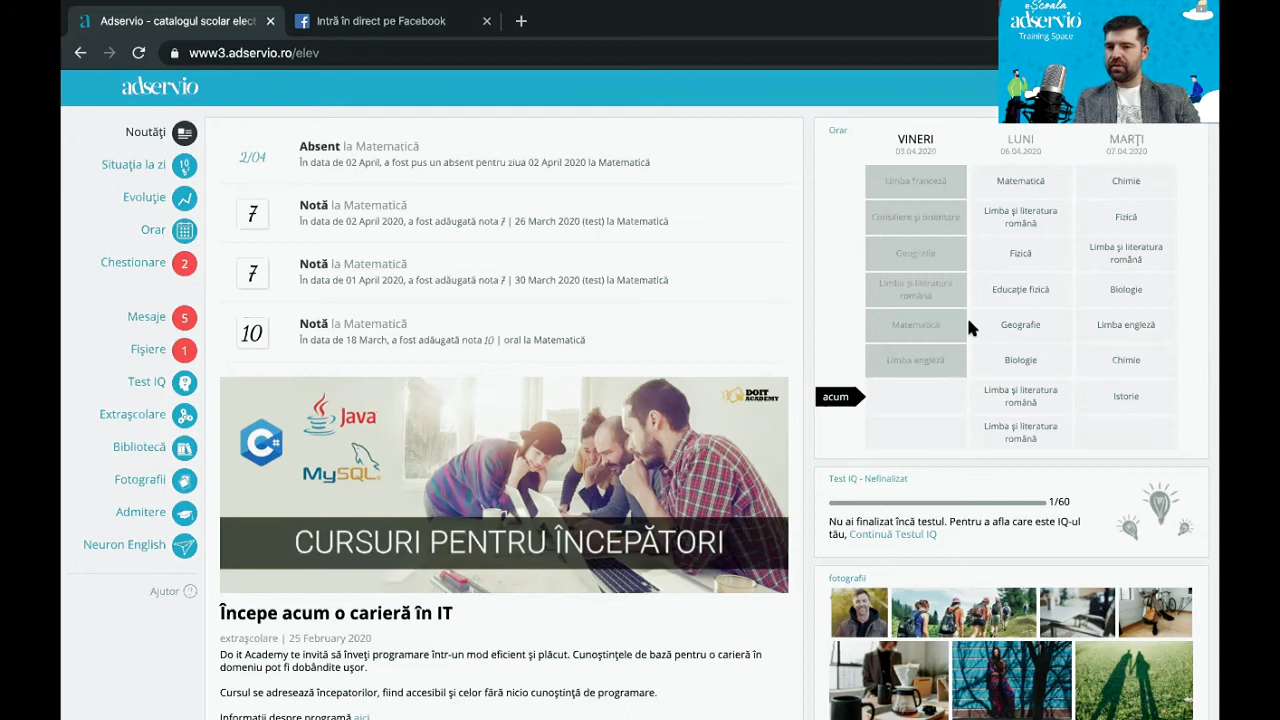 Adservio - catalogul scolar elect
Intră în direct pe Facebook
www3.adservio.ro/elev
eȘcoala
adservio
Training Space
adservio
Noutăți
Situația la zi
Evoluție
Orar
Chestionare 2
Mesaje 5
Fișiere 1
Test IQ
Extrașcolare
Bibliotecă
Fotografii
Admitere
Neuron English
Ajutor ?
2/04
Absent la Matematică
În data de 02 April, a fost pus un absent pentru ziua 02 April 2020 la Matematică
7
Notă la Matematică
În data de 02 April 2020, a fost adăugată nota 7 | 26 March 2020 (test) la Matematică
7
Notă la Matematică
În data de 01 April 2020, a fost adăugată nota 7 | 30 March 2020 (test) la Matematică
10
Notă la Matematică
În data de 18 March, a fost adăugată nota 10 | oral la Matematică
Java
C#
MySQL
DOIT
ACADEMY
CURSURI PENTRU ÎNCEPĂTORI
Începe acum o carieră în IT
extrașcolare | 25 February 2020
Do it Academy te invită să înveți programare într-un mod eficient și plăcut. Cunoștințele de bază pentru o carieră în
domeniu pot fi dobândite ușor.
Cursul se adresează începatorilor, fiind accesibil și celor fără nicio cunoștință de programare.
Informații despre programă aici
Orar
VINERI
03.04.2020
Limba franceză
Consiliere și orientare
Geografie
Limba și literatura
română
Matematică
Limba engleză
acum
LUNI
06.04.2020
Matematică
Limba și literatura
română
Fizică
Educație fizică
Geografie
Biologie
Limba și literatura
română
Limba și literatura
română
MARȚI
07.04.2020
Chimie
Fizică
Limba și literatura
română
Biologie
Limba engleză
Chimie
Istorie
Test IQ - Nefinalizat
1/60
Nu ai finalizat încă testul. Pentru a afla care este IQ-ul
tău, Continuă Testul IQ
fotografii